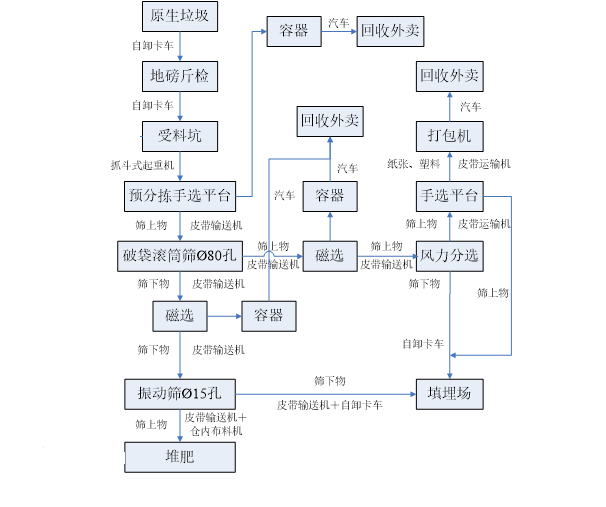 原生垃圾
自卸卡车
地磅斤检
自卸卡车
受料坑
抓斗式起重机
预分拣手选平台
筛上物 皮带输送机
破袋滚筒筛Ø80孔
筛下物 皮带输送机
磁选
容器
筛下物 皮带输送机
振动筛Ø15孔
筛上物
皮带输送机＋
仓内布料机
堆肥
容器
汽车
回收外卖
回收外卖
汽车
汽车
容器
筛上物
皮带输送机
磁选
筛上物
皮带输送机
风力分选
回收外卖
汽车
打包机
纸张、塑料 皮带运输机
手选平台
筛上物 皮带运输机
筛下物
筛上物
自卸卡车
筛下物
皮带输送机＋自卸卡车
填埋场